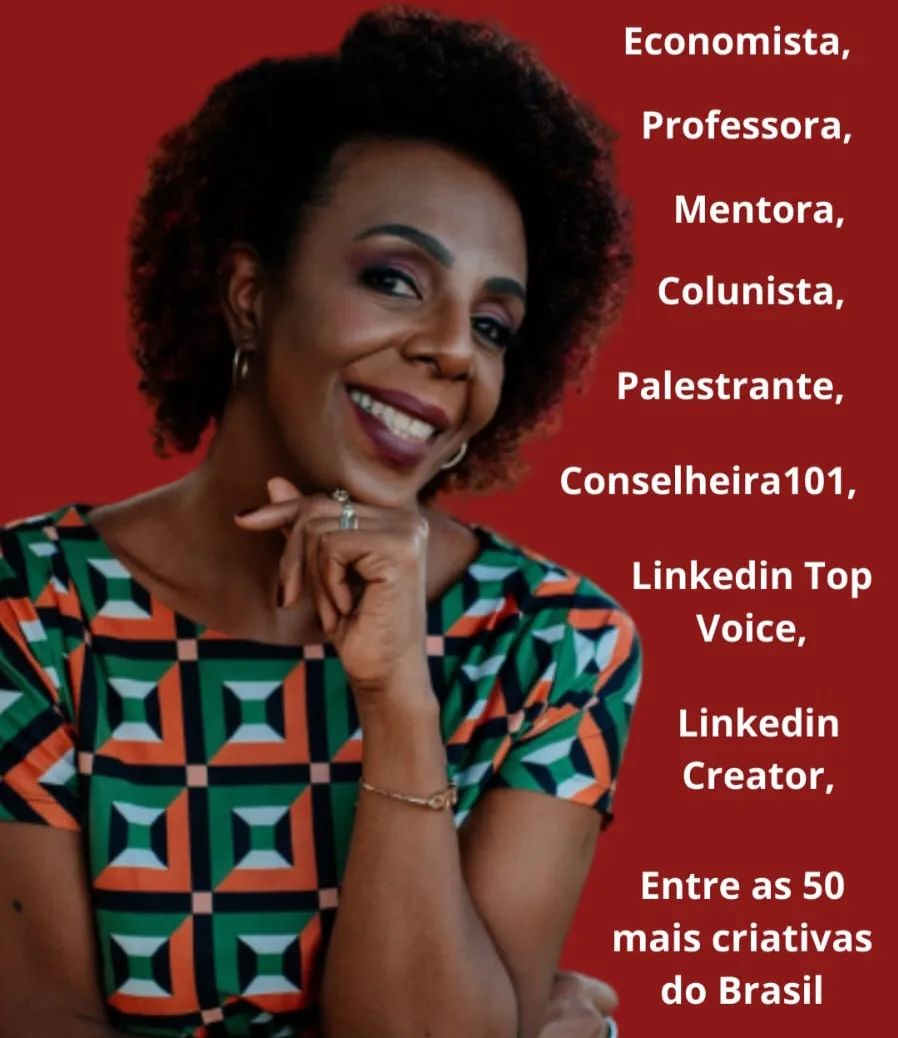 Economista,
Professora,
Mentora,
Colunista,
Palestrante,
Conselheira101,
Linkedin Top
Voice,
Linkedin
Creator,
Entre as 50
mais criativas
do Brasil